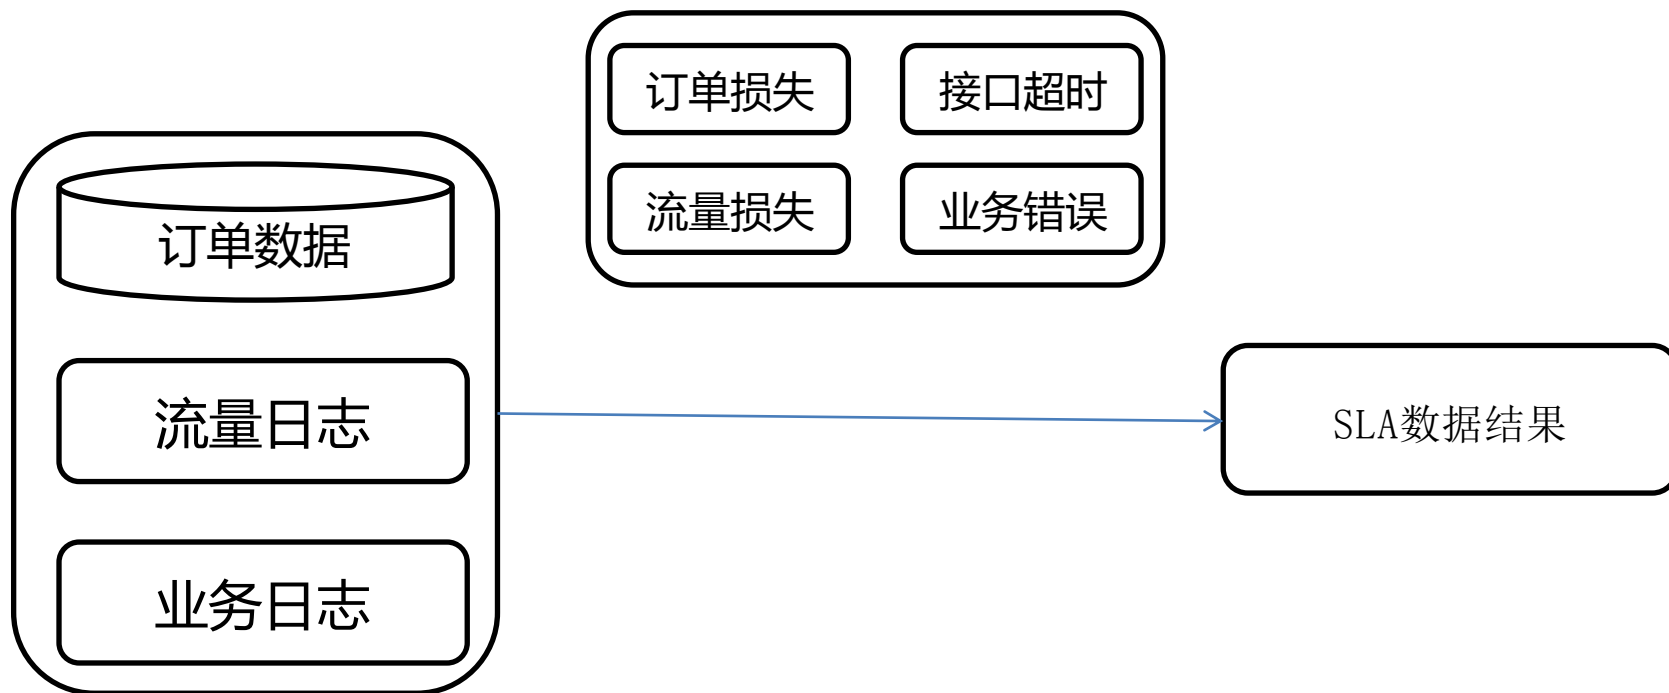 订单损失
接口超时
流量损失
业务错误
订单数据
流量日志
业务日志
SLA数据结果